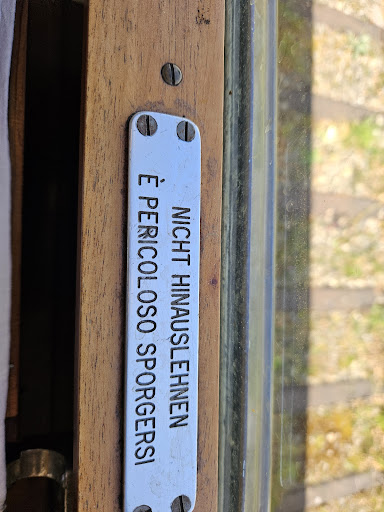 NICHT HINAUSLEHNEN
È PERICOLOSO SPORGERSI